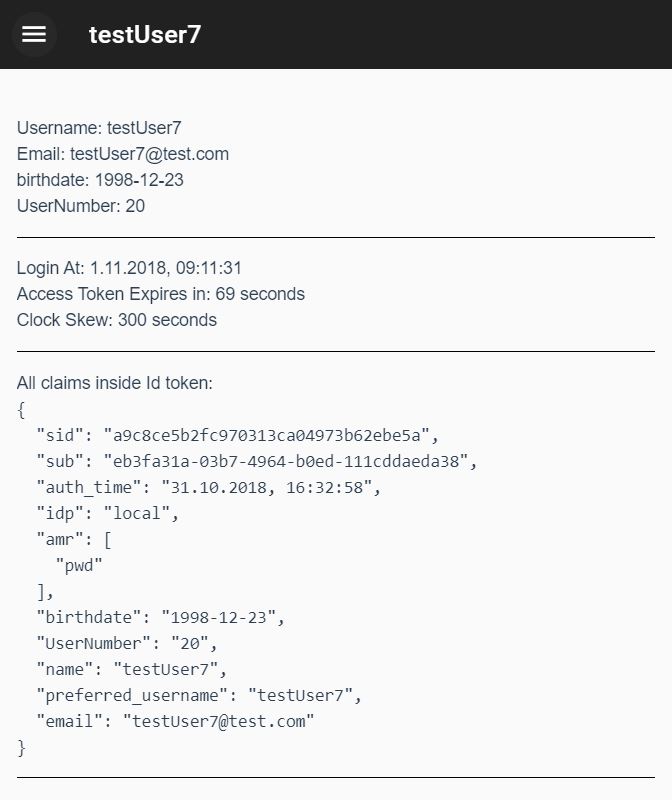 testUser7
Username: testUser7
Email: testUser7@test.com
birthdate: 1998-12-23
UserNumber: 20
Login At: 1.11.2018, 09:11:31
Access Token Expires in: 69 seconds
Clock Skew: 300 seconds
All claims inside Id token:
{
  "sid": "a9c8ce5b2fc970313ca04973b62ebe5a",
  "sub": "eb3fa31a-03b7-4964-b0ed-111cddaeda38",
  "auth_time": "31.10.2018, 16:32:58",
  "idp": "local",
  "amr": [
    "pwd"
  ],
  "birthdate": "1998-12-23",
  "UserNumber": "20",
  "name": "testUser7",
  "preferred_username": "testUser7",
  "email": "testUser7@test.com"
}